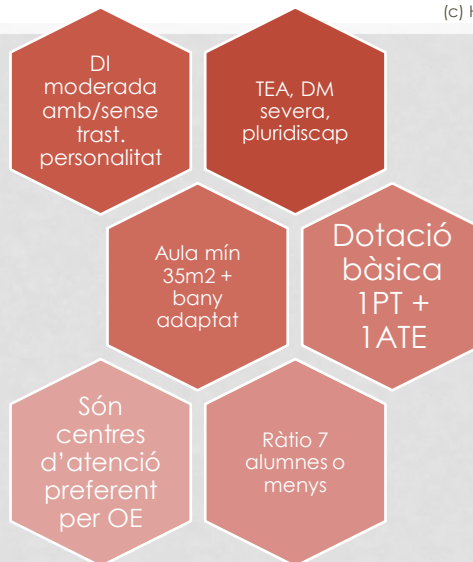 (c) H
DI
moderada
amb/sense
trast.
personalitat
TEA, DM
severa,
pluridiscap
Aula mín
35m2 +
bany
adaptat
Dotació
bàsica
1PT +
1ATE
Són
centres
d'atenció
preferent
per OE
Ràtio 7
alumnes o
menys